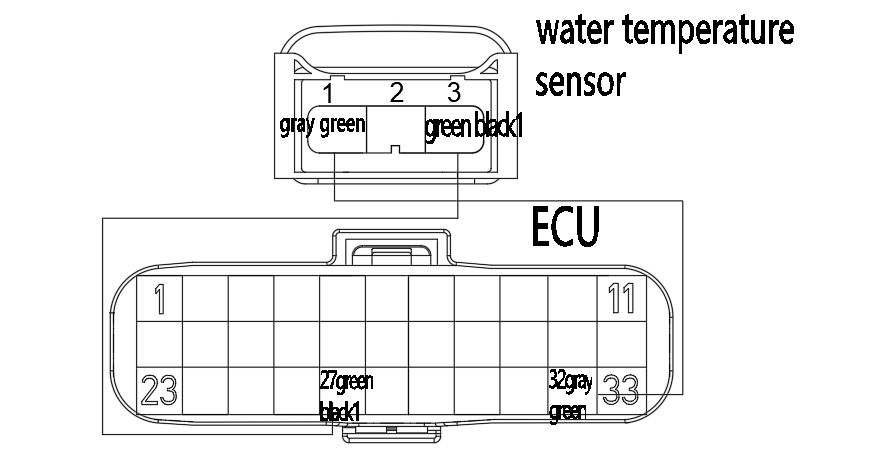 water temperature
sensor
1 2 3
gray green green black1
ECU
1 11
23 27green 32gray 33
black1 green